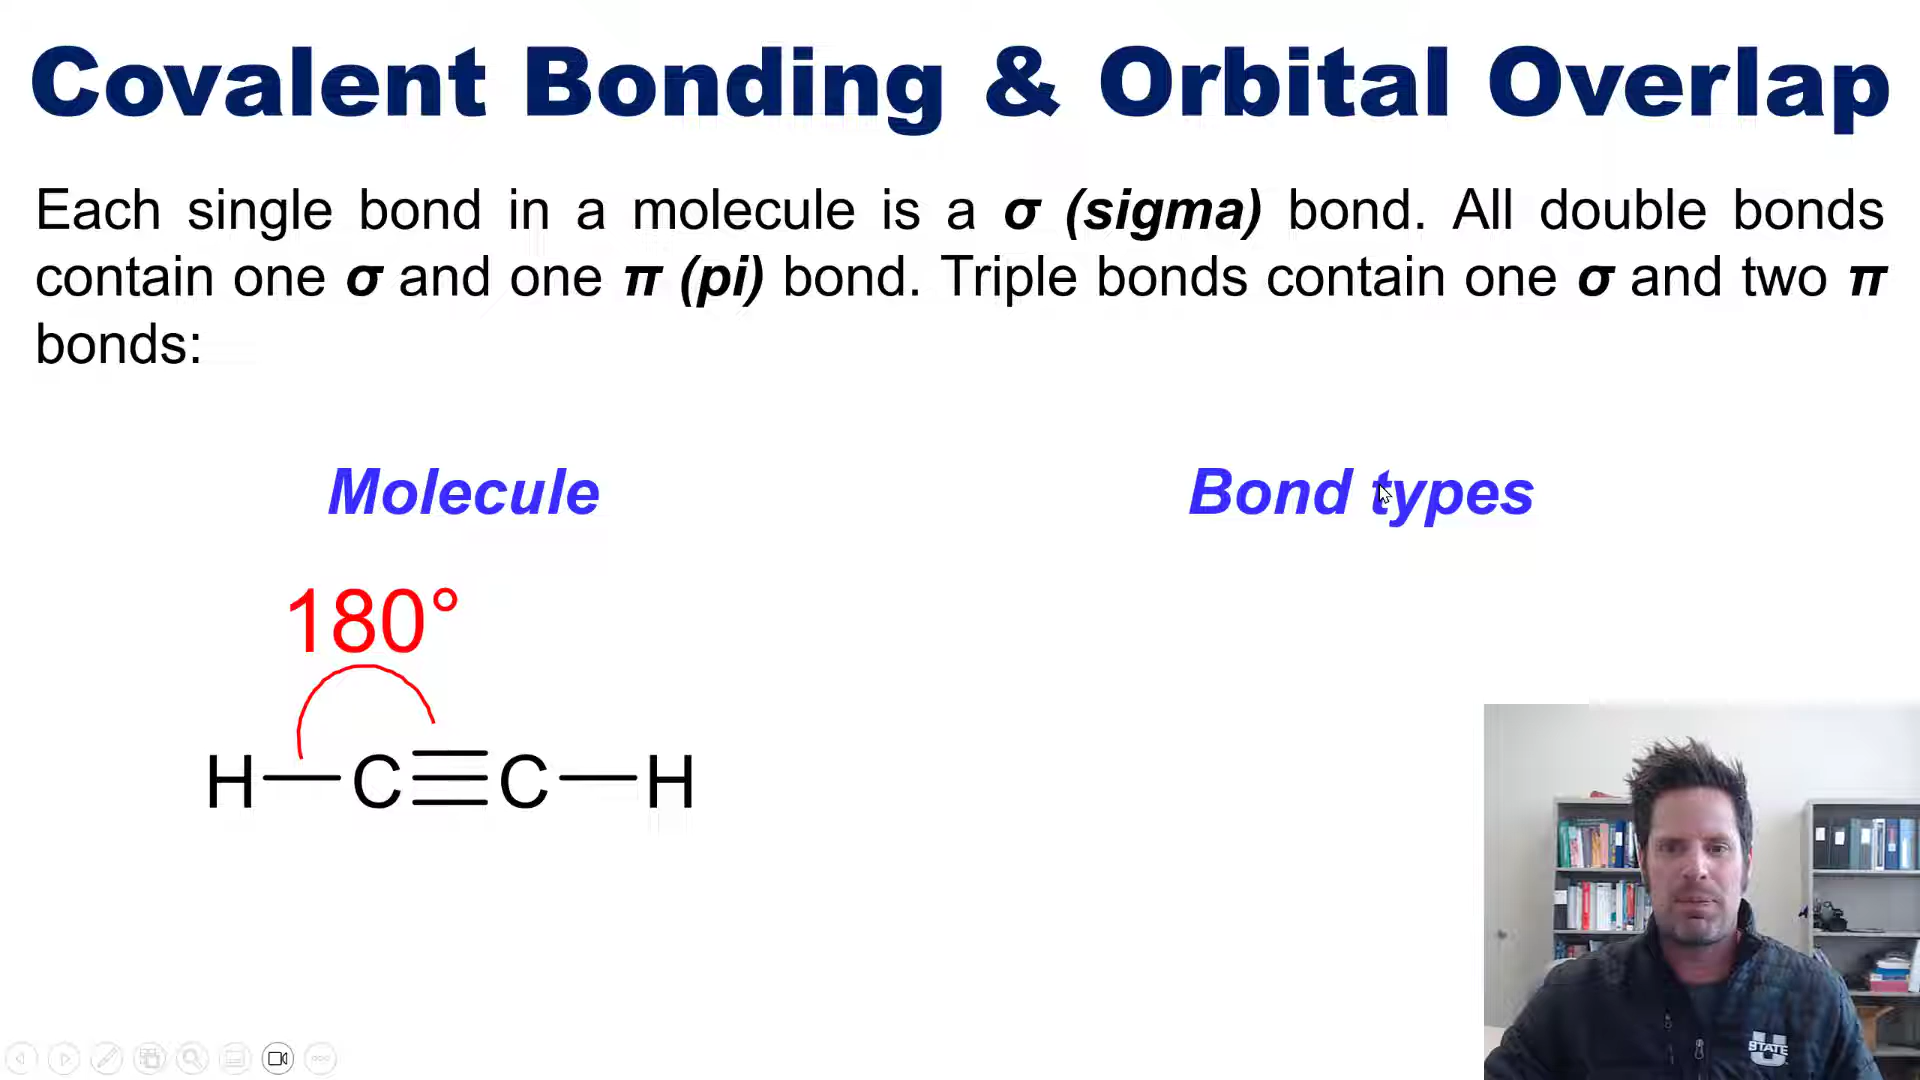 Covalent Bonding & Orbital Overlap
Each single bond in a molecule is a σ (sigma) bond. All double bonds
contain one σ and one π (pi) bond. Triple bonds contain one σ and two π
bonds:
Molecule
Bond types
180°
H—C≡C—H
U STATE